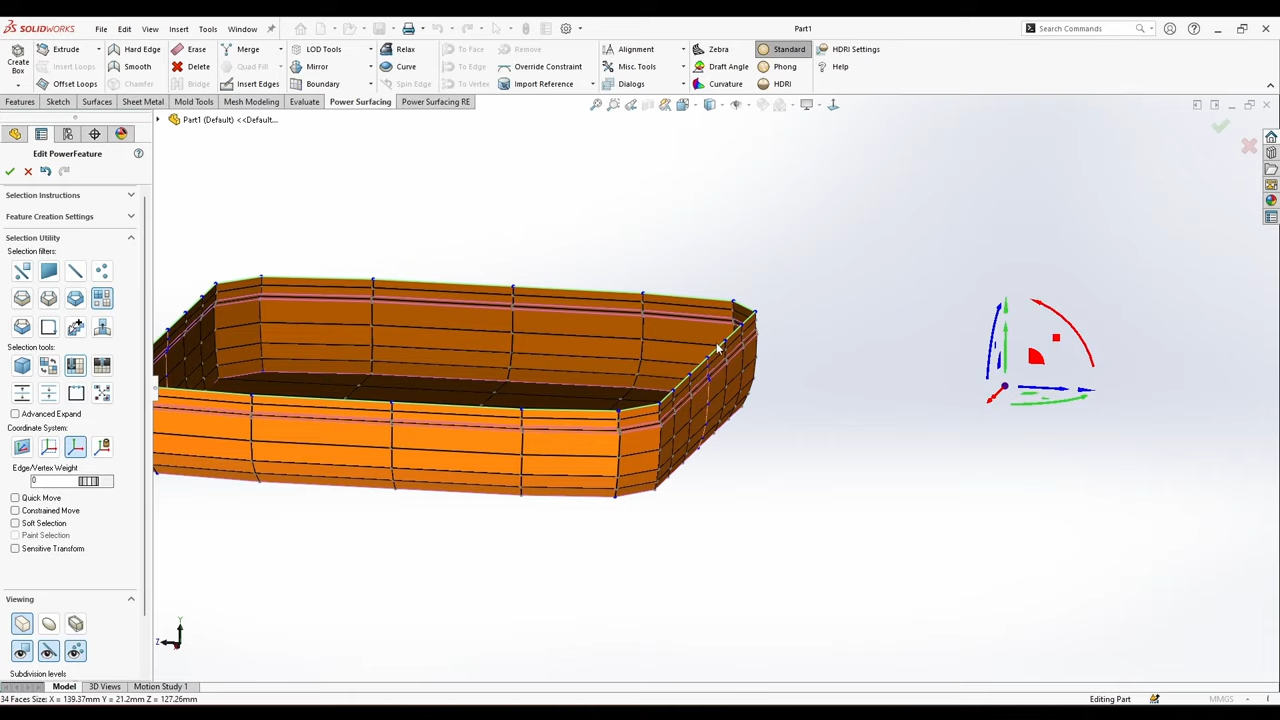 SOLIDWORKS File Edit View Insert Tools Window Part1 Search Commands
Create Box Extrude Hard Edge Erase Merge LOD Tools Relax To Face Remove Alignment Zebra Standard HDRI Settings
Insert Loops Smooth Delete Quad Fill Mirror Curve To Edge Override Constraint Misc. Tools Draft Angle Phong Help
Offset Loops Chamfer Bridge Insert Edges Boundary Spin Edge To Vertex Import Reference Dialogs Curvature HDRI
Features Sketch Surfaces Sheet Metal Mold Tools Mesh Modeling Evaluate Power Surfacing Power Surfacing RE
Part1 (Default) <<Default...
Edit PowerFeature
Selection Instructions
Feature Creation Settings
Selection Utility
Selection filters:
Selection tools:
Advanced Expand
Coordinate System:
Edge/Vertex Weight
0
Quick Move
Constrained Move
Soft Selection
Paint Selection
Sensitive Transform
Viewing
Subdivision levels
Y
Z
Model 3D Views Motion Study 1
34 Faces Size: X = 139.37mm Y = 21.2mm Z = 127.26mm Editing Part MMGS